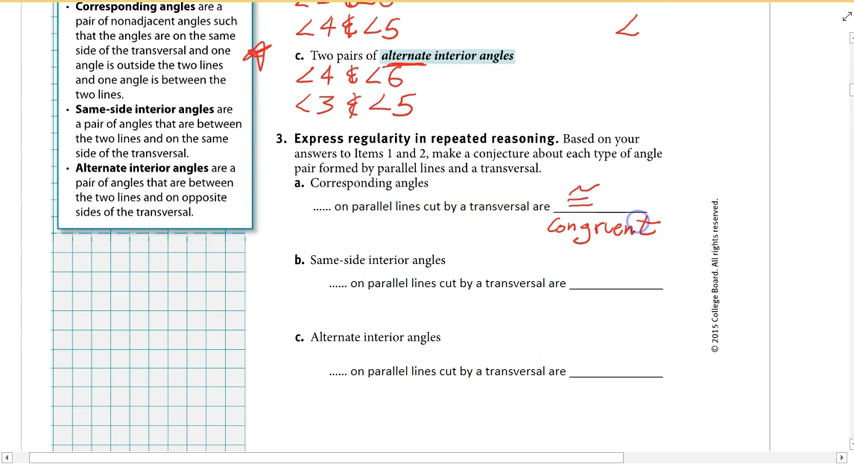 • Corresponding angles are a
pair of nonadjacent angles such
that the angles are on the same
side of the transversal and one
angle is outside the two lines
and one angle is between the
two lines.
• Same-side interior angles are
a pair of angles that are between
the two lines and on the same
side of the transversal.
• Alternate interior angles are a
pair of angles that are between
the two lines and on opposite
sides of the transversal.
∠4 & ∠5
∠
c. Two pairs of alternate interior angles
∠4 & ∠6
∠3 & ∠5
3. Express regularity in repeated reasoning. Based on your
answers to Items 1 and 2, make a conjecture about each type of angle
pair formed by parallel lines and a transversal.
a. Corresponding angles
...... on parallel lines cut by a transversal are ≅
congruent
b. Same-side interior angles
...... on parallel lines cut by a transversal are ____________
c. Alternate interior angles
...... on parallel lines cut by a transversal are ____________
© 2015 College Board. All rights reserved.